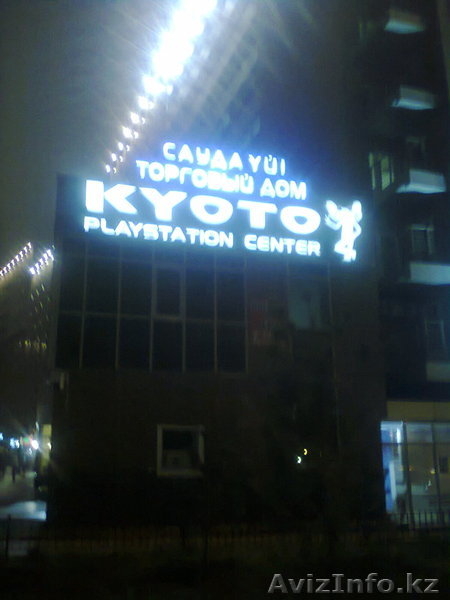 САУДА ҮЙІ
ТОРГОВЫЙ ДОМ
KYOTO
PLAYSTATION CENTER
AvizInfo.kz